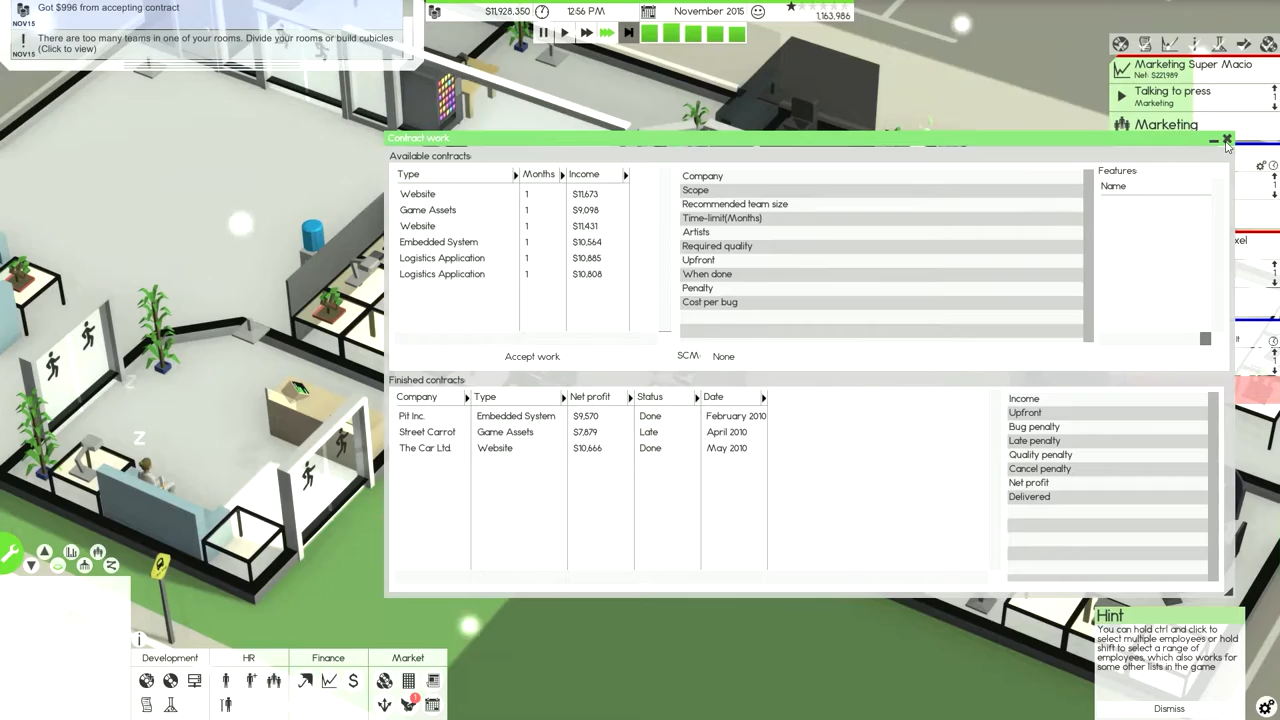 Got $996 from accepting contract
NOV15
There are too many teams in one of your rooms. Divide your rooms or build cubicles
(Click to view)
NOV15
$11,928,350
12:56 PM
November 2015
1,163,986
Marketing Super Macio
Net: $221,989
Talking to press
Marketing
1
Marketing
Contract work
Available contracts:
Type Months Income
Website 1 $11,673
Game Assets 1 $9,098
Website 1 $11,431
Embedded System 1 $10,564
Logistics Application 1 $10,885
Logistics Application 1 $10,808
Accept work
Company
Scope
Recommended team size
Time-limit(Months)
Artists
Required quality
Upfront
When done
Penalty
Cost per bug
SCM: None
Features:
Name
Finished contracts:
Company Type Net profit Status Date
Pit Inc. Embedded System $9,570 Done February 2010
Street Carrot Game Assets $7,879 Late April 2010
The Car Ltd. Website $10,666 Done May 2010
Income
Upfront
Bug penalty
Late penalty
Quality penalty
Cancel penalty
Net profit
Delivered
1
xel
1
1
Z
z
Development HR Finance Market
1
Hint
You can hold ctrl and click to
select multiple employees or hold
shift to select a range of
employees, which also works for
some other lists in the game
Dismiss